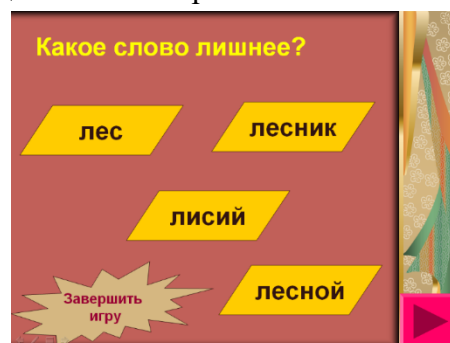 Какое слово лишнее?
лес
лесник
лисий
лесной
Завершить
игру